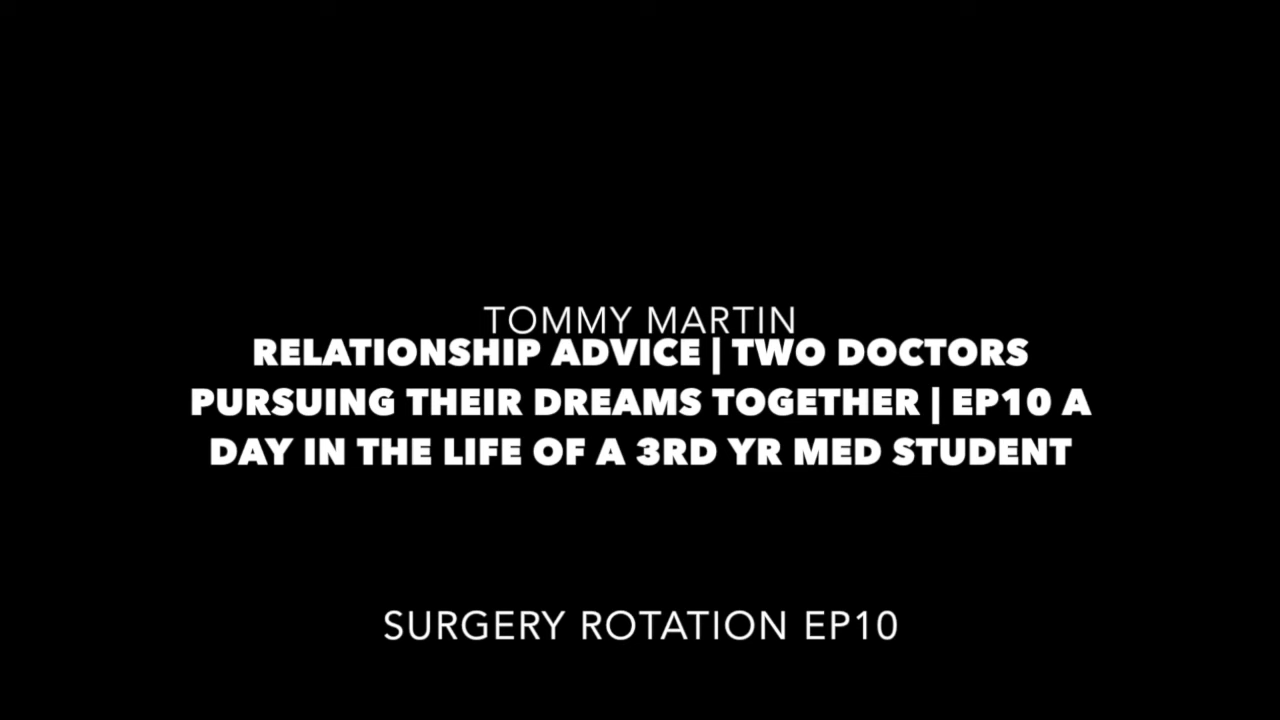 TOMMY MARTIN
RELATIONSHIP ADVICE | TWO DOCTORS
PURSUING THEIR DREAMS TOGETHER | EP10 A
DAY IN THE LIFE OF A 3RD YR MED STUDENT
SURGERY ROTATION EP10